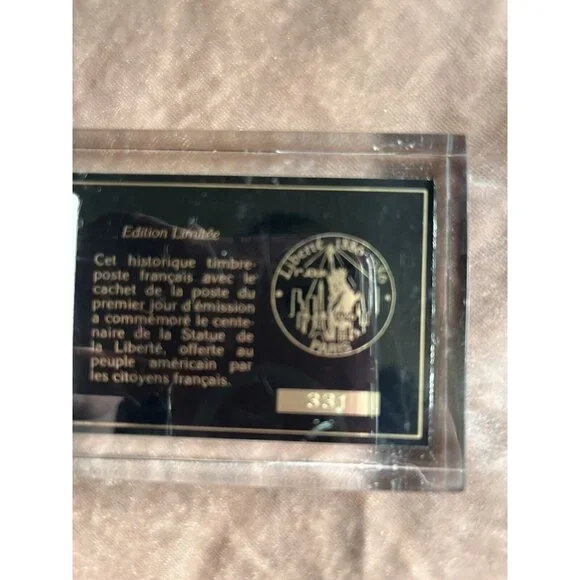 Edition Limitée
Cet historique timbre-
poste français avec le
cachet de la poste du
premier jour d'émission
a commémoré le cente-
naire de la Statue de
la Liberté, offerte au
peuple américain par
les citoyens français.
Liberté 1886
PARIS
331